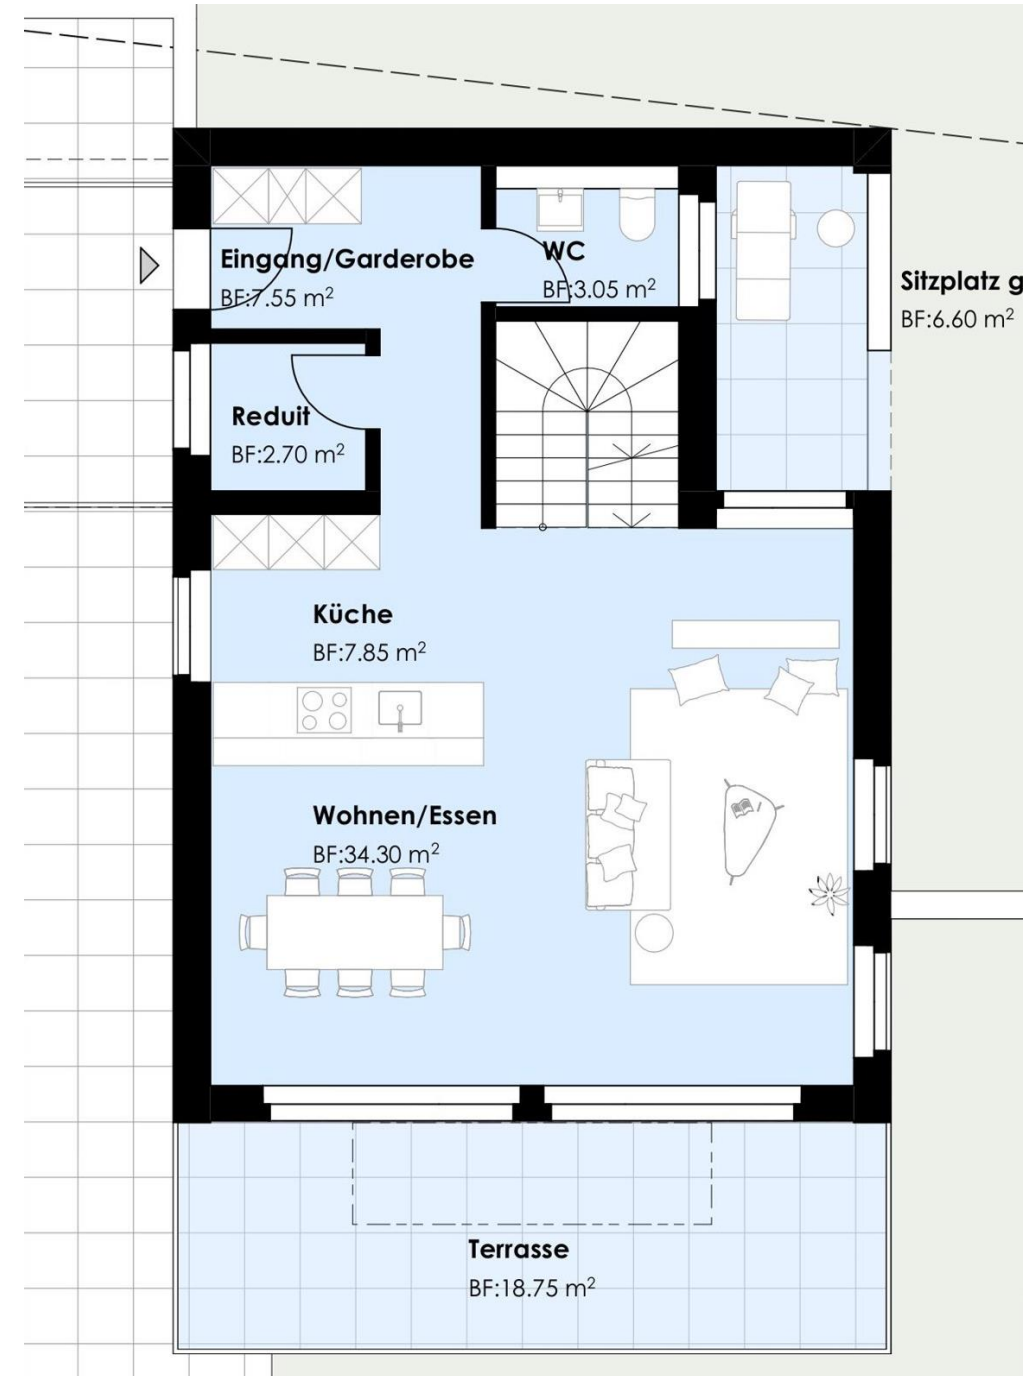 Eingang/Garderobe
BF:7.55 m²
WC
BF:3.05 m²
Sitzplatz g
BF:6.60 m²
Reduit
BF:2.70 m²
Küche
BF:7.85 m²
Wohnen/Essen
BF:34.30 m²
Terrasse
BF:18.75 m²